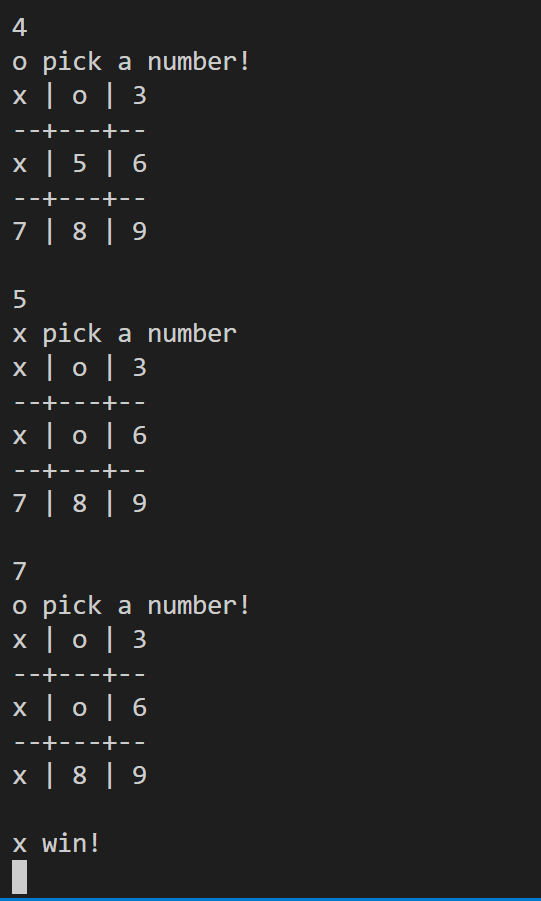 4
o pick a number!
x | o | 3
--+---+--
x | 5 | 6
--+---+--
7 | 8 | 9

5
x pick a number
x | o | 3
--+---+--
x | o | 6
--+---+--
7 | 8 | 9

7
o pick a number!
x | o | 3
--+---+--
x | o | 6
--+---+--
x | 8 | 9

x win!